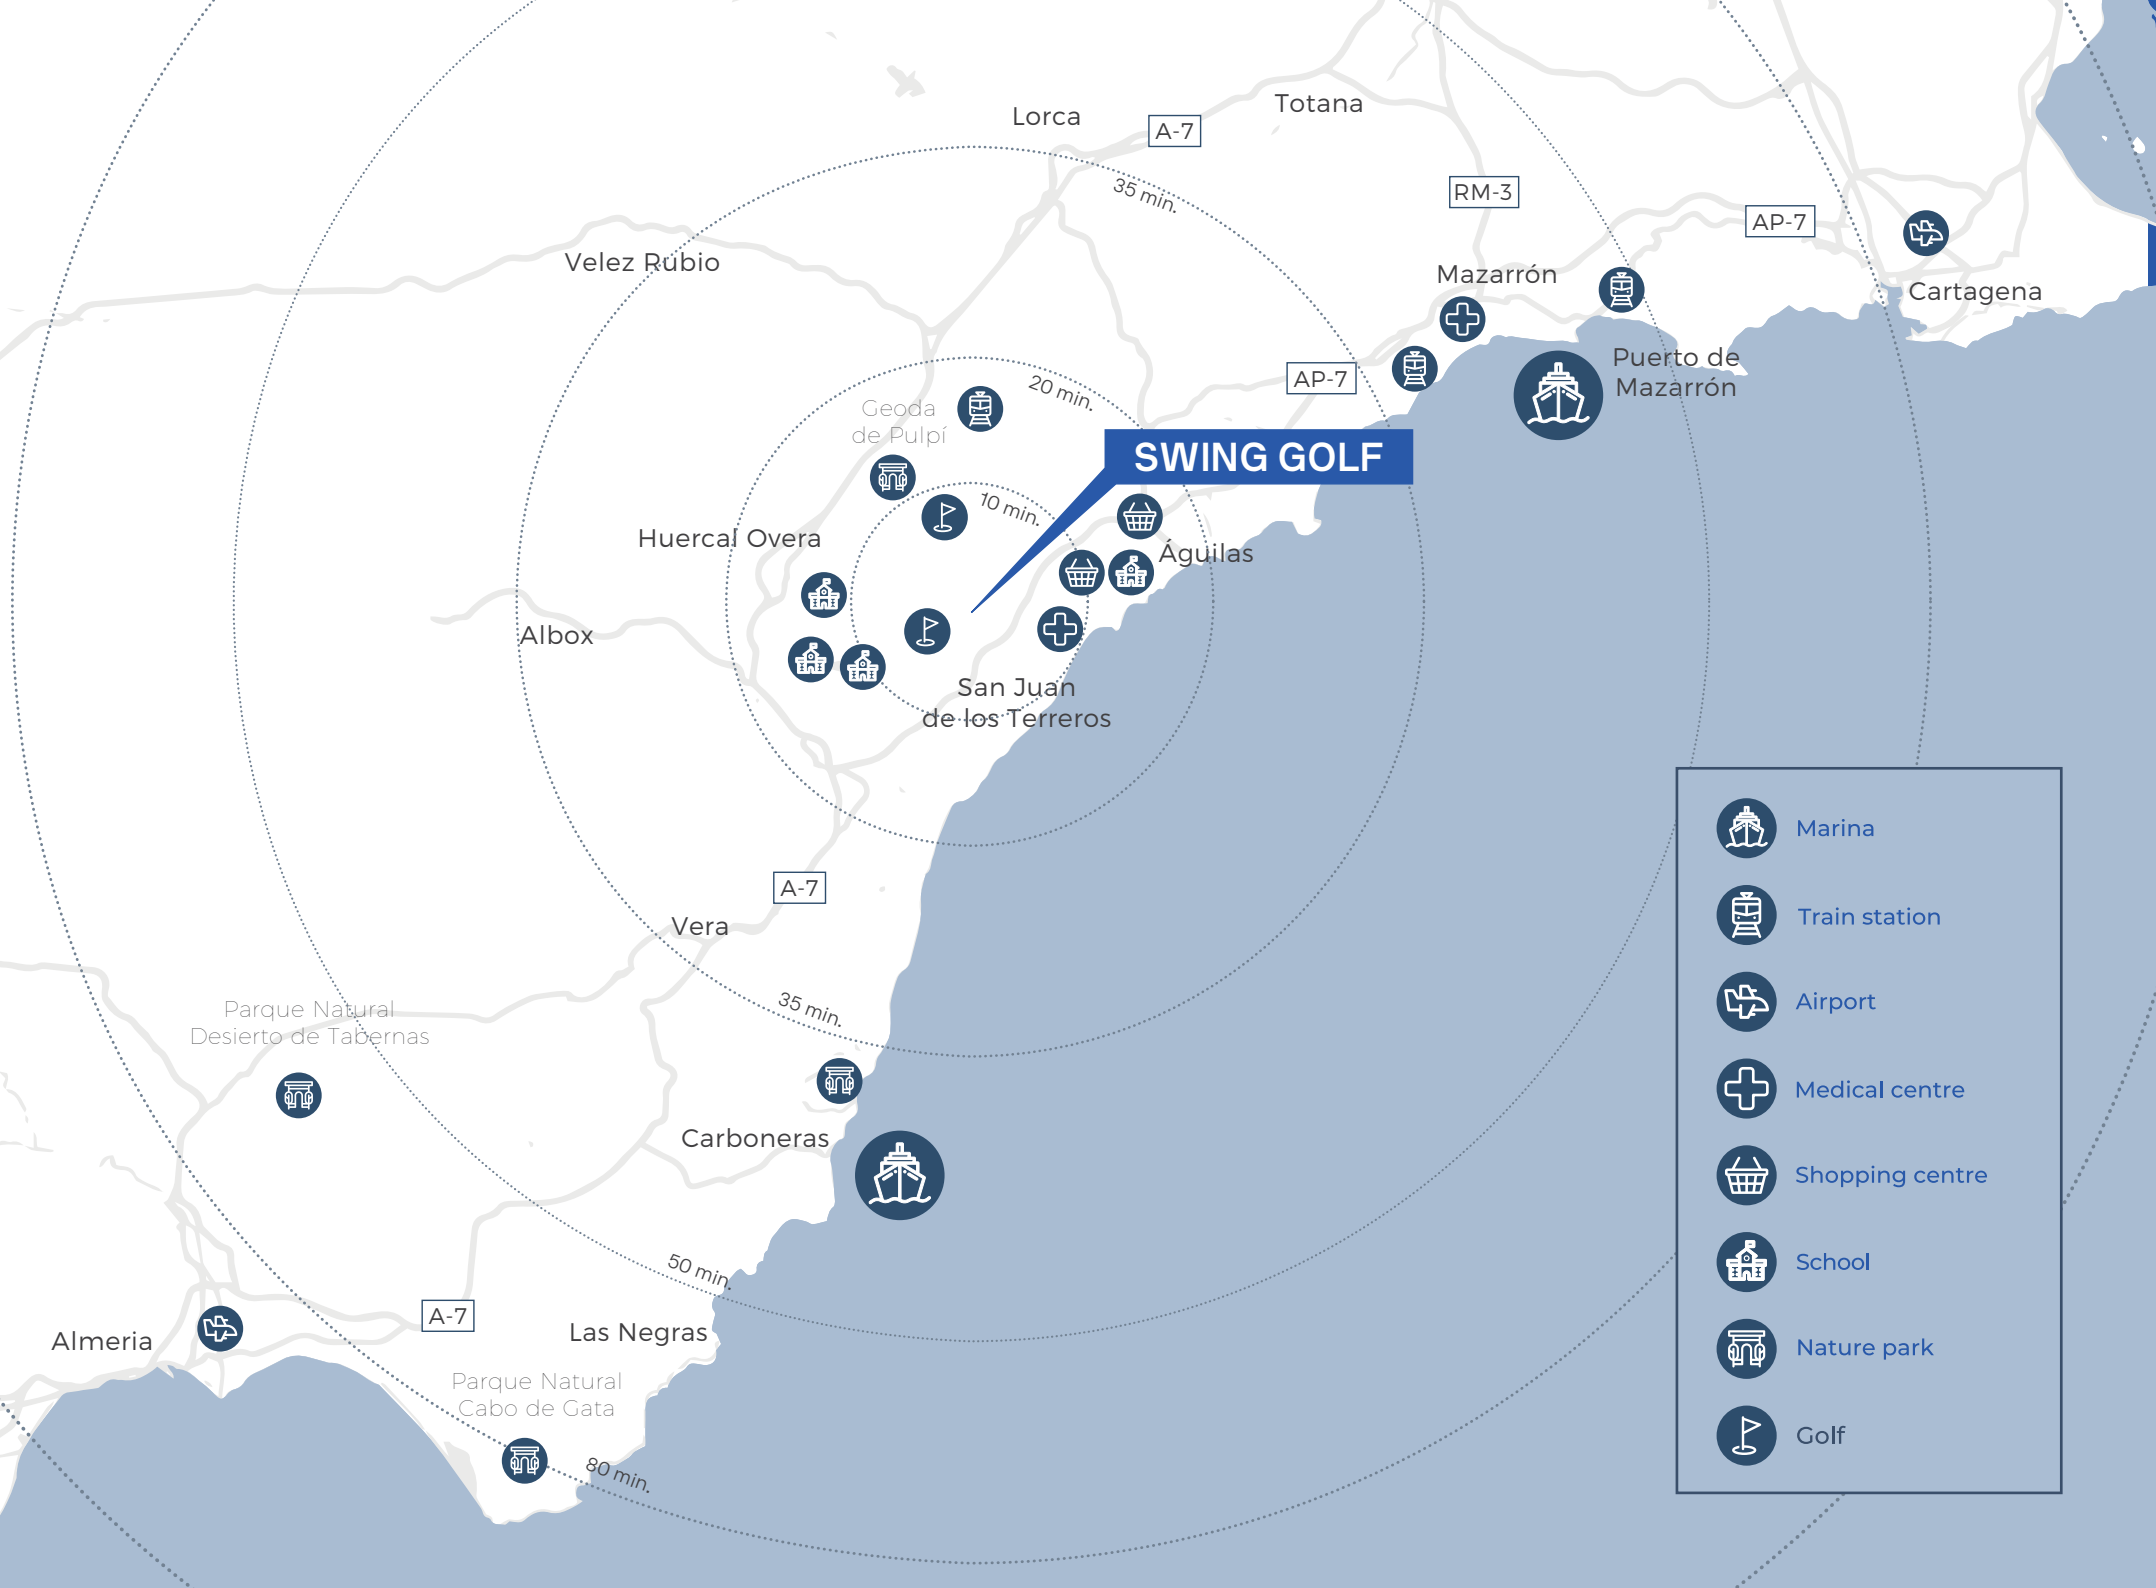 Lorca
Totana
A-7
35 min.
RM-3
AP-7
Velez Rubio
Mazarrón
Cartagena
Puerto de
Mazarrón
AP-7
20 min.
Geoda
de Pulpí
SWING GOLF
10 min.
Huercal Overa
Águilas
Albox
San Juan
de los Terreros
A-7
Vera
35 min.
Parque Natural
Desierto de Tabernas
Carboneras
50 min.
A-7
Las Negras
Almeria
Parque Natural
Cabo de Gata
80 min.
Marina
Train station
Airport
Medical centre
Shopping centre
School
Nature park
Golf